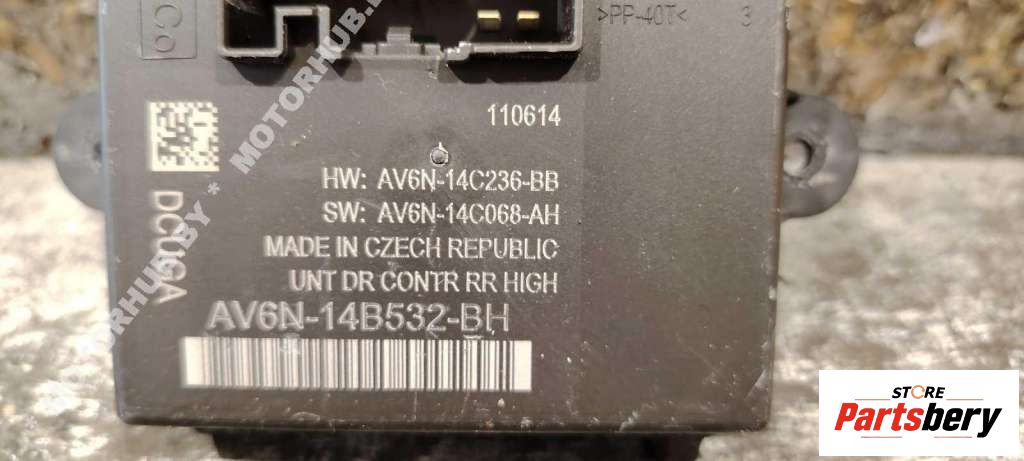 Co
>PP-40T<
3
110614
HW: AV6N-14C236-BB
SW: AV6N-14C068-AH
MADE IN CZECH REPUBLIC
UNT DR CONTR RR HIGH
AV6N-14B532-BH
MOTORHUB.BY * MOTORHUB.
STORE
Partsbery